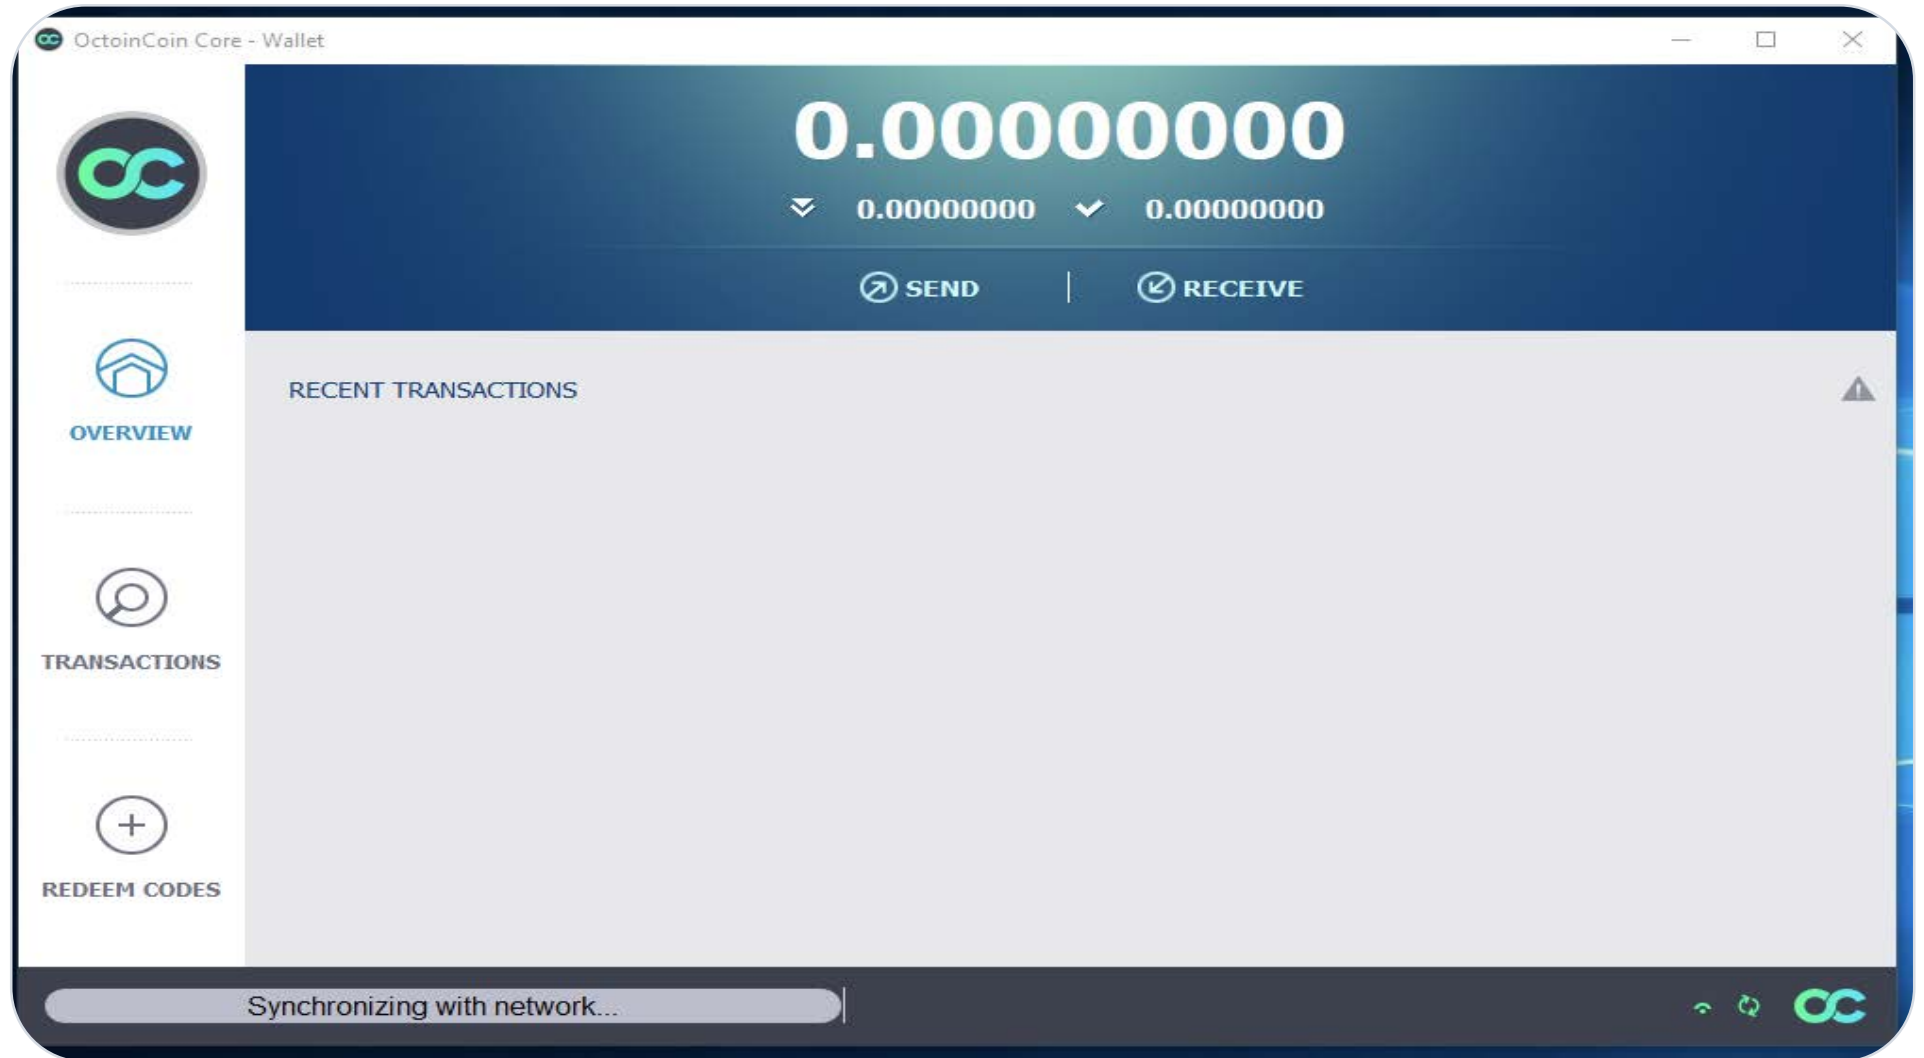 OctoinCoin Core - Wallet
0.00000000
0.00000000 0.00000000
SEND | RECEIVE
RECENT TRANSACTIONS
OVERVIEW
TRANSACTIONS
REDEEM CODES
Synchronizing with network...